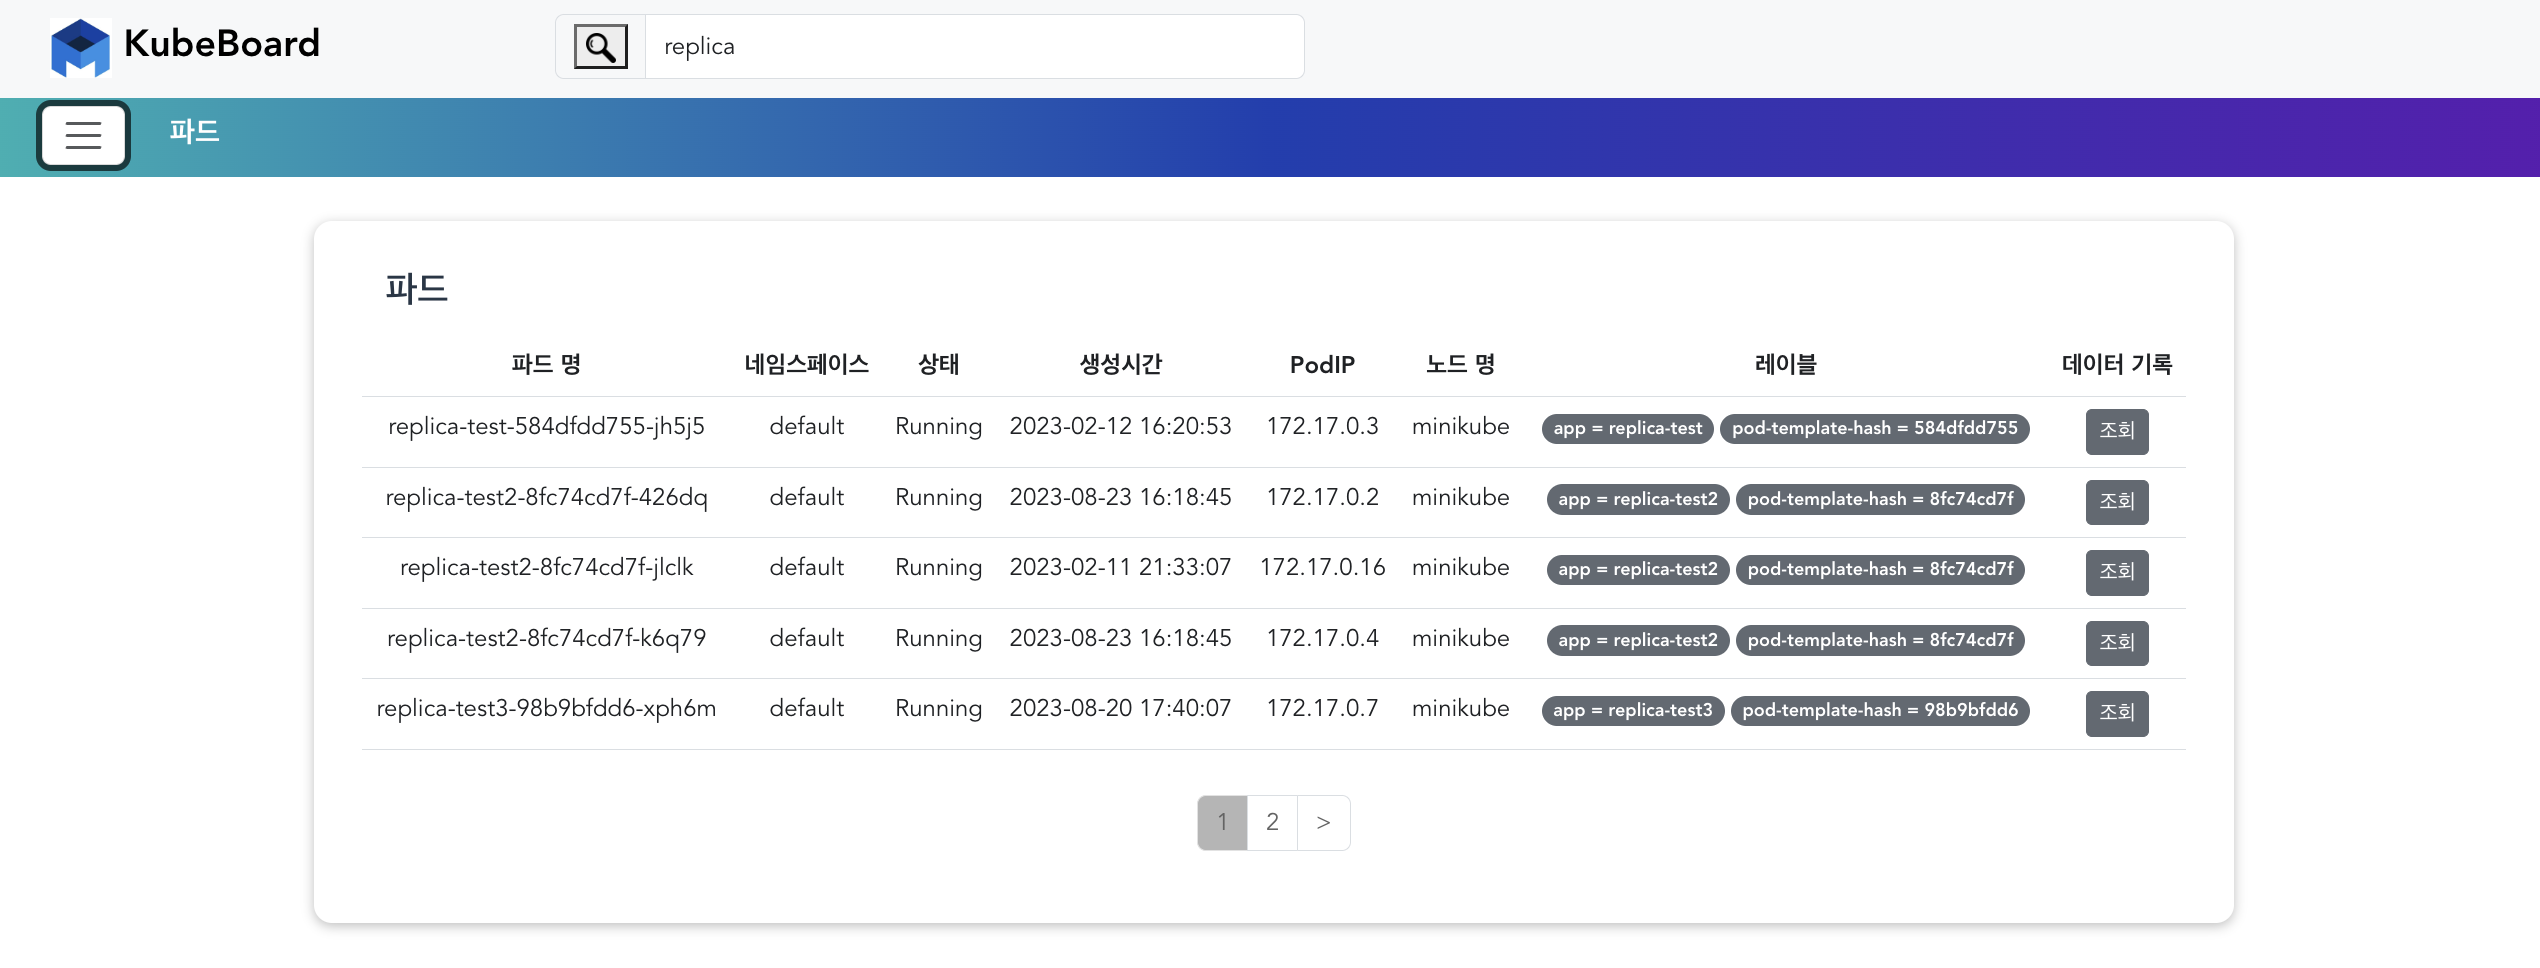 KubeBoard
replica
파드
파드
파드 명 네임스페이스 상태 생성시간 PodIP 노드 명 레이블 데이터 기록
replica-test-584dfdd755-jh5j5 default Running 2023-02-12 16:20:53 172.17.0.3 minikube app = replica-test pod-template-hash = 584dfdd755 조회
replica-test2-8fc74cd7f-426dq default Running 2023-08-23 16:18:45 172.17.0.2 minikube app = replica-test2 pod-template-hash = 8fc74cd7f 조회
replica-test2-8fc74cd7f-jlclk default Running 2023-02-11 21:33:07 172.17.0.16 minikube app = replica-test2 pod-template-hash = 8fc74cd7f 조회
replica-test2-8fc74cd7f-k6q79 default Running 2023-08-23 16:18:45 172.17.0.4 minikube app = replica-test2 pod-template-hash = 8fc74cd7f 조회
replica-test3-98b9bfdd6-xph6m default Running 2023-08-20 17:40:07 172.17.0.7 minikube app = replica-test3 pod-template-hash = 98b9bfdd6 조회
1 2 >